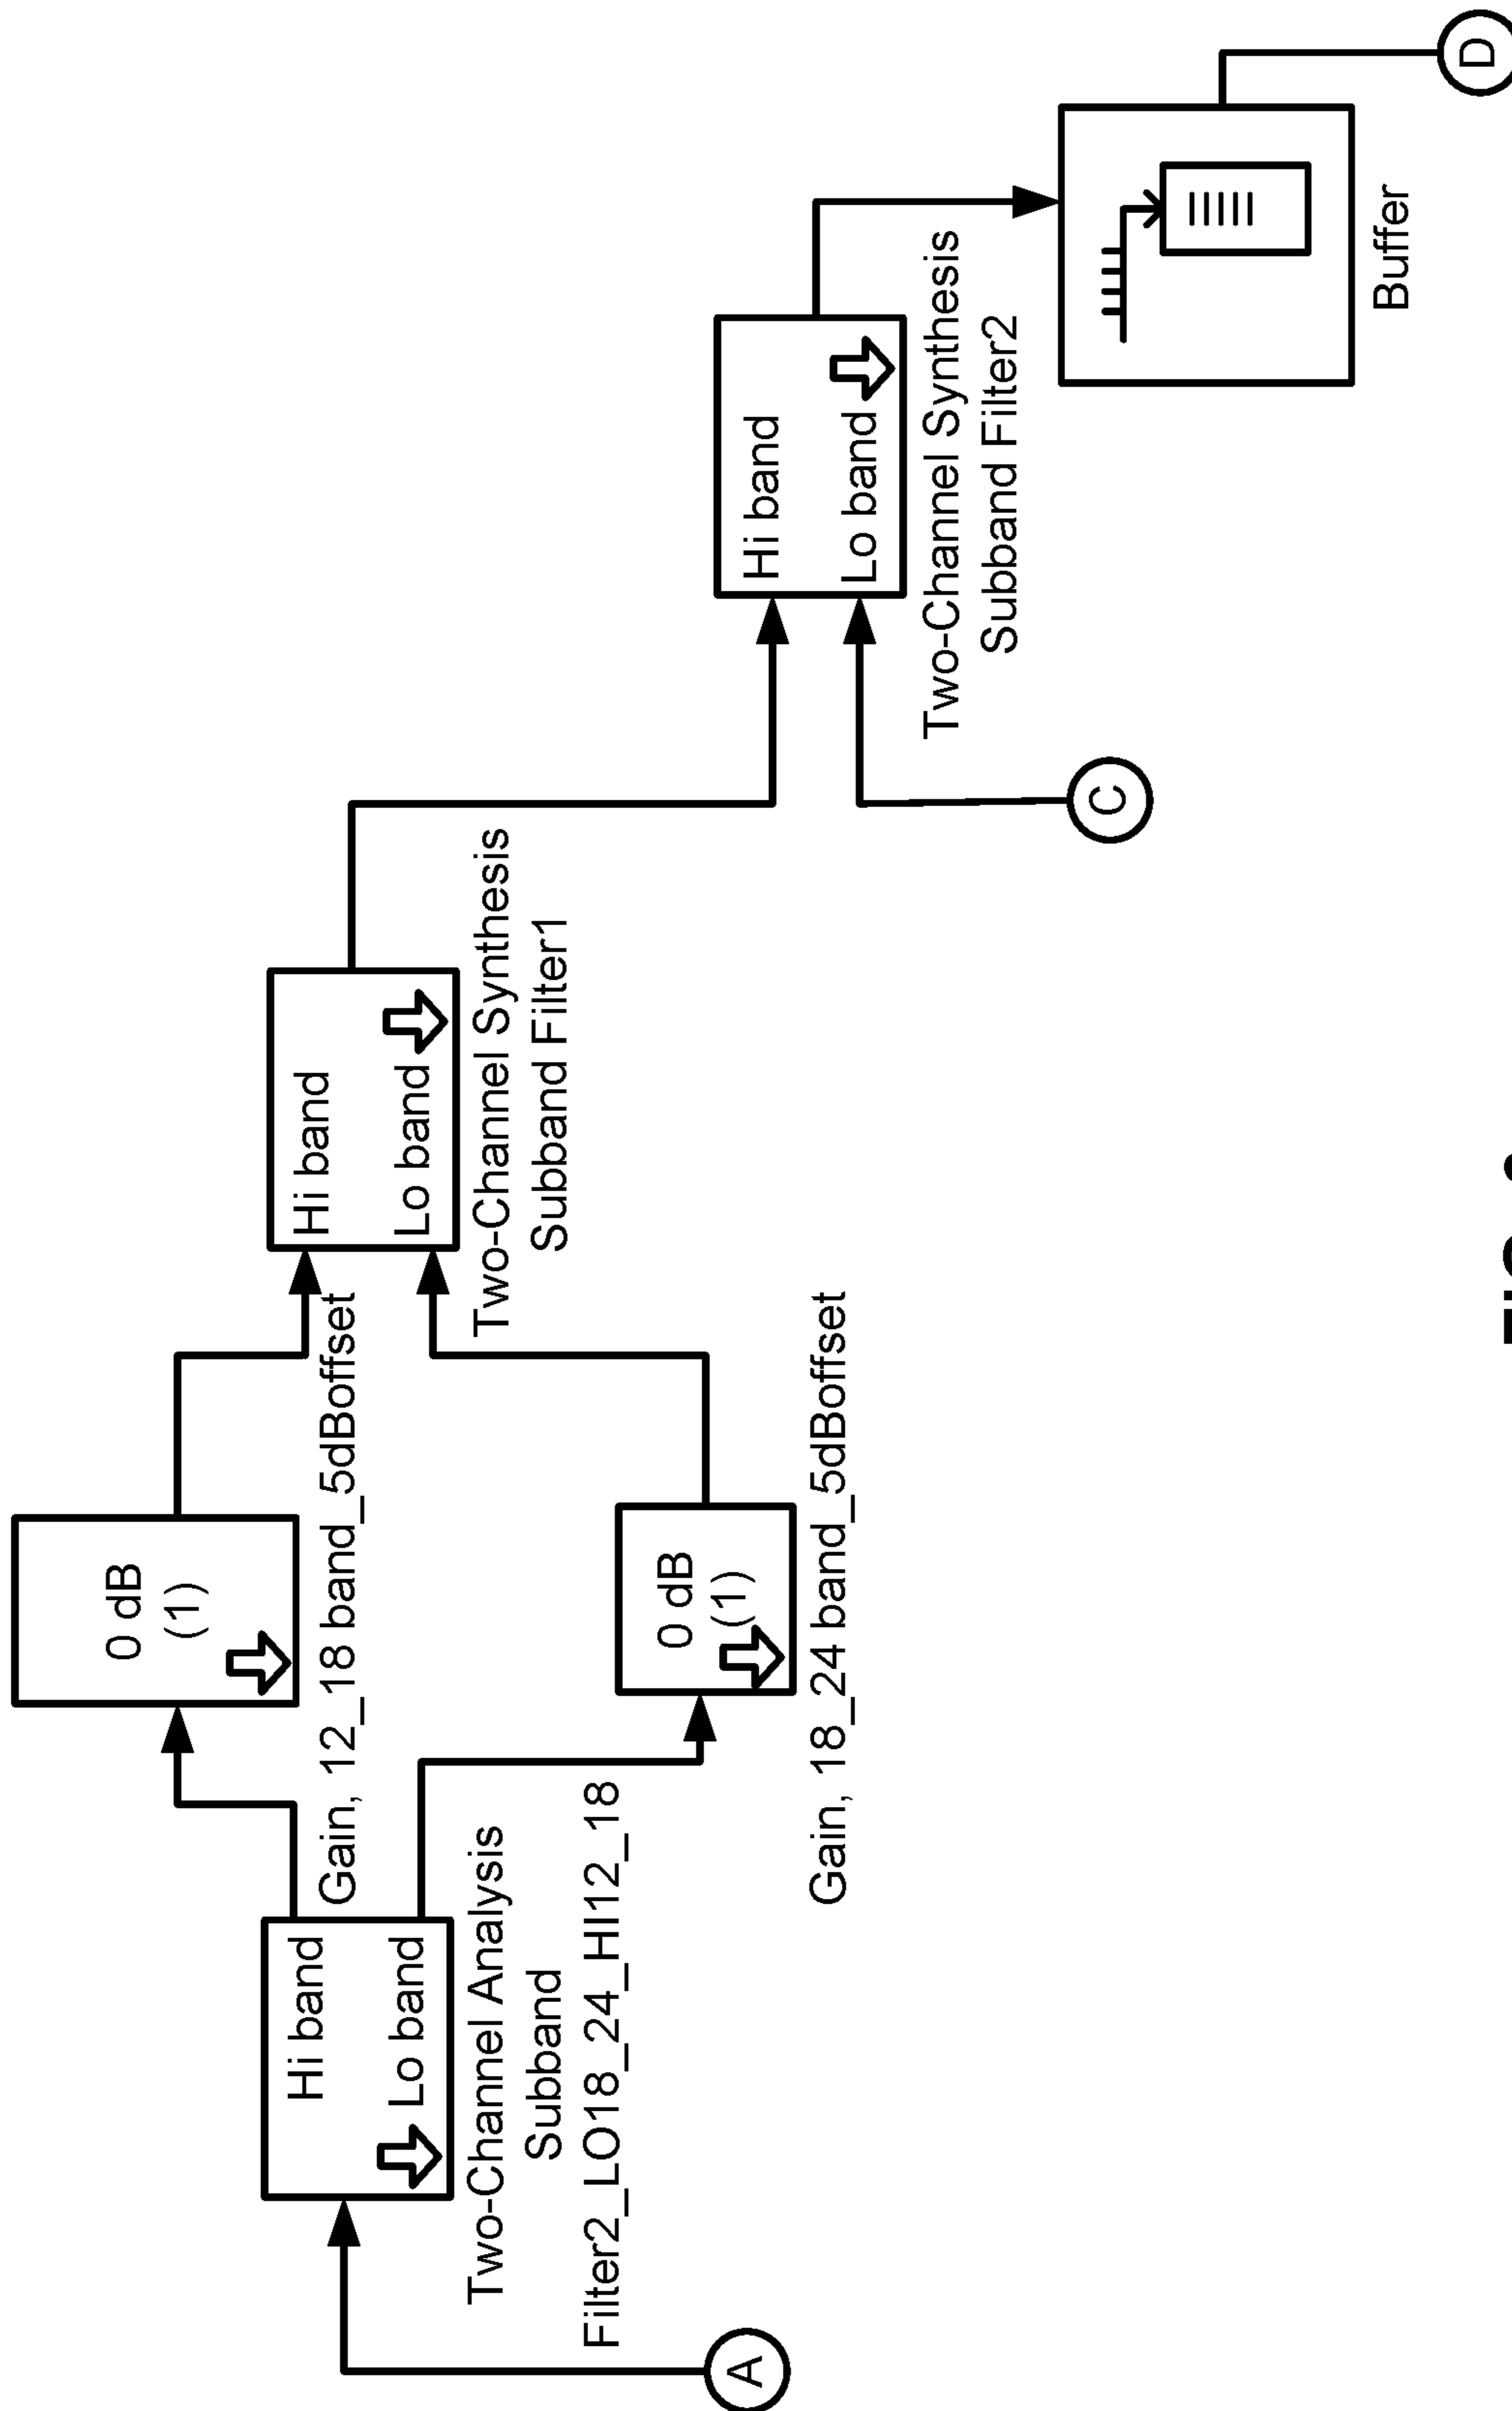 0 dB
(1)
Gain, 12_18 band_5dBoffset
Hi band
Lo band
Two-Channel Analysis
Subband
Filter2_LO18_24_HI12_18
A
0 dB
(1)
Gain, 18_24 band_5dBoffset
Hi band
Lo band
Two-Channel Synthesis
Subband Filter1
Hi band
Lo band
Two-Channel Synthesis
Subband Filter2
C
Buffer
D